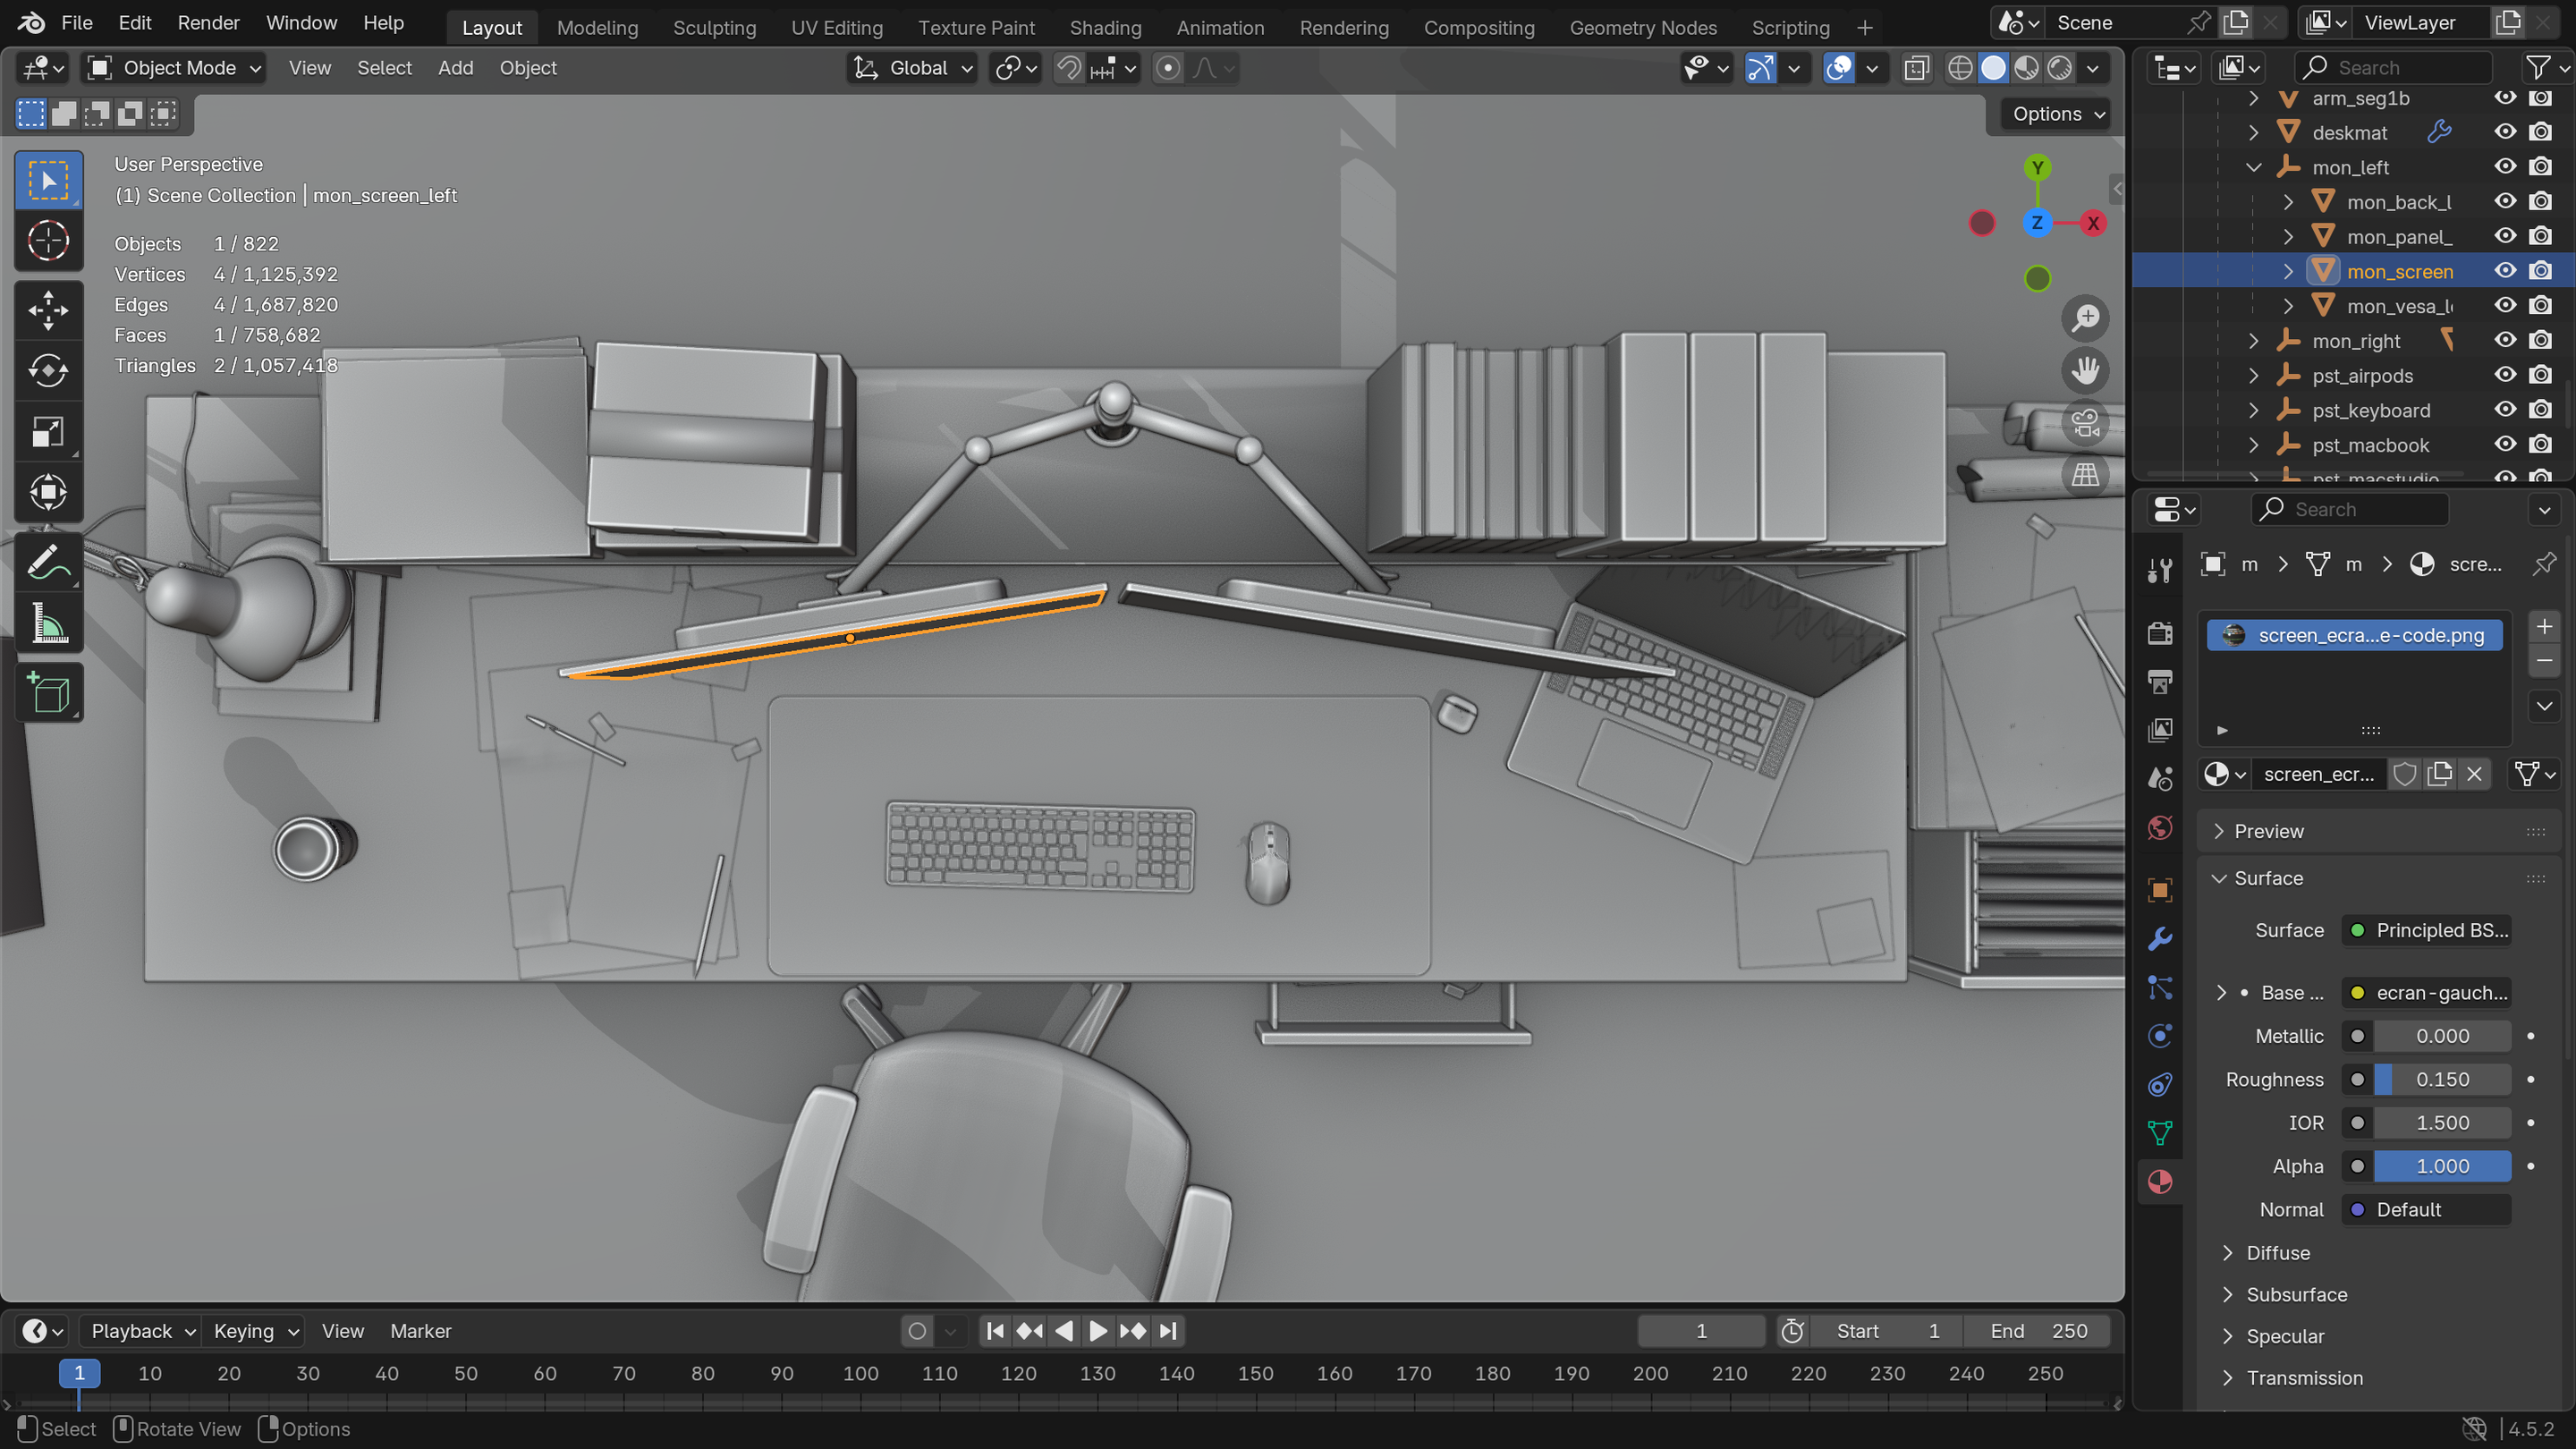 File Edit Render Window Help Layout Modeling Sculpting UV Editing Texture Paint Shading Animation Rendering Compositing Geometry Nodes Scripting + Scene ViewLayer
Object Mode View Select Add Object Global Search
Options
User Perspective
(1) Scene Collection | mon_screen_left
Objects 1 / 822
Vertices 4 / 1,125,392
Edges 4 / 1,687,820
Faces 1 / 758,682
Triangles 2 / 1,057,418
Y
Z X
arm_seg1b
deskmat
mon_left
mon_back_l
mon_panel_
mon_screen
mon_vesa_l
mon_right
pst_airpods
pst_keyboard
pst_macbook
pst_macstudio
Search
m m scre...
screen_ecra...e-code.png
screen_ecr...
Preview
Surface
Surface Principled BS...
Base ... ecran-gauch...
Metallic 0.000
Roughness 0.150
IOR 1.500
Alpha 1.000
Normal Default
Diffuse
Subsurface
Specular
Transmission
Playback Keying View Marker 1 Start 1 End 250
1 10 20 30 40 50 60 70 80 90 100 110 120 130 140 150 160 170 180 190 200 210 220 230 240 250
Select Rotate View Options 4.5.2